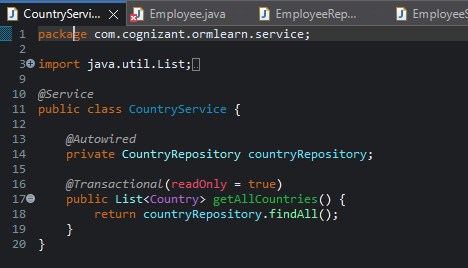 CountryServi... Employee.java EmployeeRep... EmployeeS
1 package com.cognizant.ormlearn.service;
2
3 import java.util.List;
10 @Service
11 public class CountryService {
12
13 @Autowired
14 private CountryRepository countryRepository;
15
16 @Transactional(readOnly = true)
17 public List<Country> getAllCountries() {
18 return countryRepository.findAll();
19 }
20 }